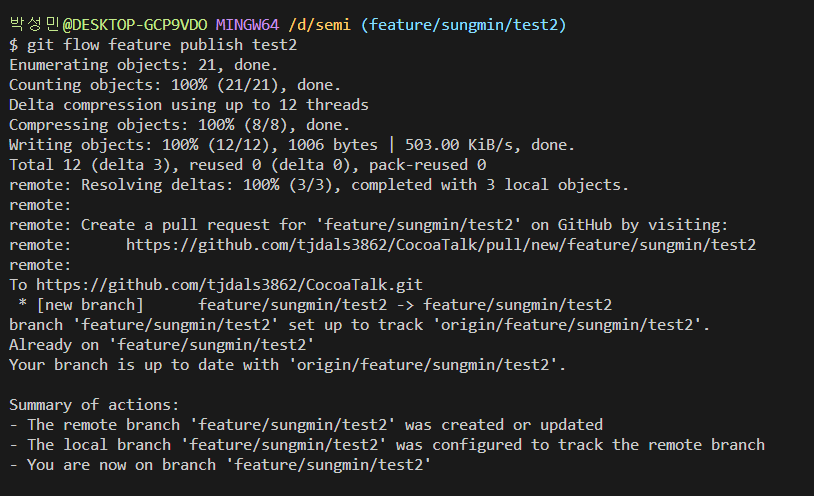 박성민@DESKTOP-GCP9VDO MINGW64 /d/semi (feature/sungmin/test2)
$ git flow feature publish test2
Enumerating objects: 21, done.
Counting objects: 100% (21/21), done.
Delta compression using up to 12 threads
Compressing objects: 100% (8/8), done.
Writing objects: 100% (12/12), 1006 bytes | 503.00 KiB/s, done.
Total 12 (delta 3), reused 0 (delta 0), pack-reused 0
remote: Resolving deltas: 100% (3/3), completed with 3 local objects.
remote:
remote: Create a pull request for 'feature/sungmin/test2' on GitHub by visiting:
remote:      https://github.com/tjdals3862/CocoaTalk/pull/new/feature/sungmin/test2
remote:
To https://github.com/tjdals3862/CocoaTalk.git
 * [new branch]      feature/sungmin/test2 -> feature/sungmin/test2
branch 'feature/sungmin/test2' set up to track 'origin/feature/sungmin/test2'.
Already on 'feature/sungmin/test2'
Your branch is up to date with 'origin/feature/sungmin/test2'.

Summary of actions:
- The remote branch 'feature/sungmin/test2' was created or updated
- The local branch 'feature/sungmin/test2' was configured to track the remote branch
- You are now on branch 'feature/sungmin/test2'